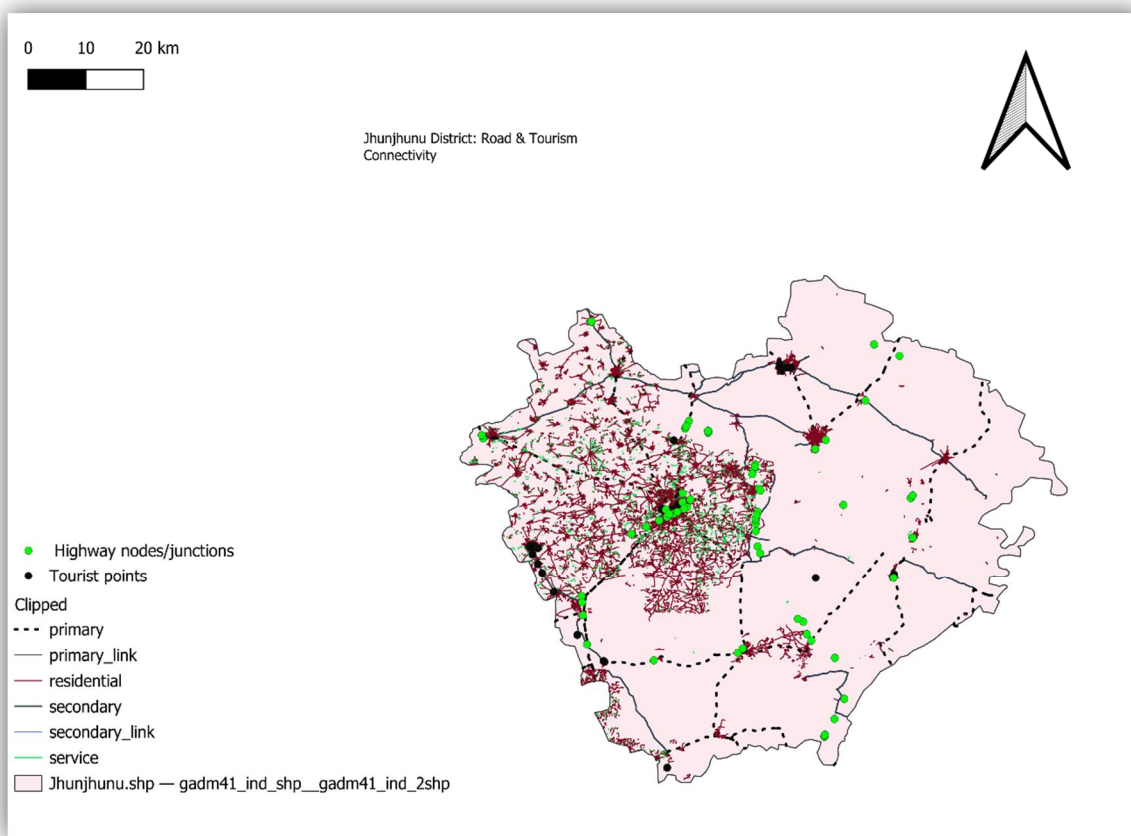 0 10 20 km
Jhunjhunu District: Road & Tourism
Connectivity
Highway nodes/junctions
Tourist points
Clipped
primary
primary_link
residential
secondary
secondary_link
service
Jhunjhunu.shp — gadm41_ind_shp__gadm41_ind_2shp